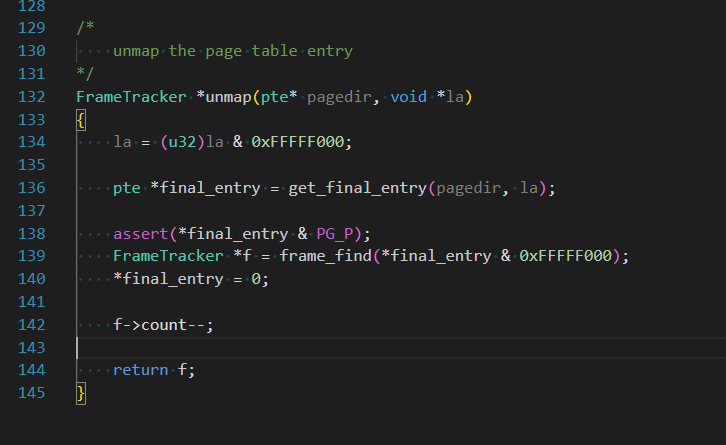 128
129 /*
130     unmap the page table entry
131 */
132 FrameTracker *unmap(pte* pagedir, void *la)
133 {
134     la = (u32)la & 0xFFFFF000;
135
136     pte *final_entry = get_final_entry(pagedir, la);
137
138     assert(*final_entry & PG_P);
139     FrameTracker *f = frame_find(*final_entry & 0xFFFFF000);
140     *final_entry = 0;
141
142     f->count--;
143
144     return f;
145 }